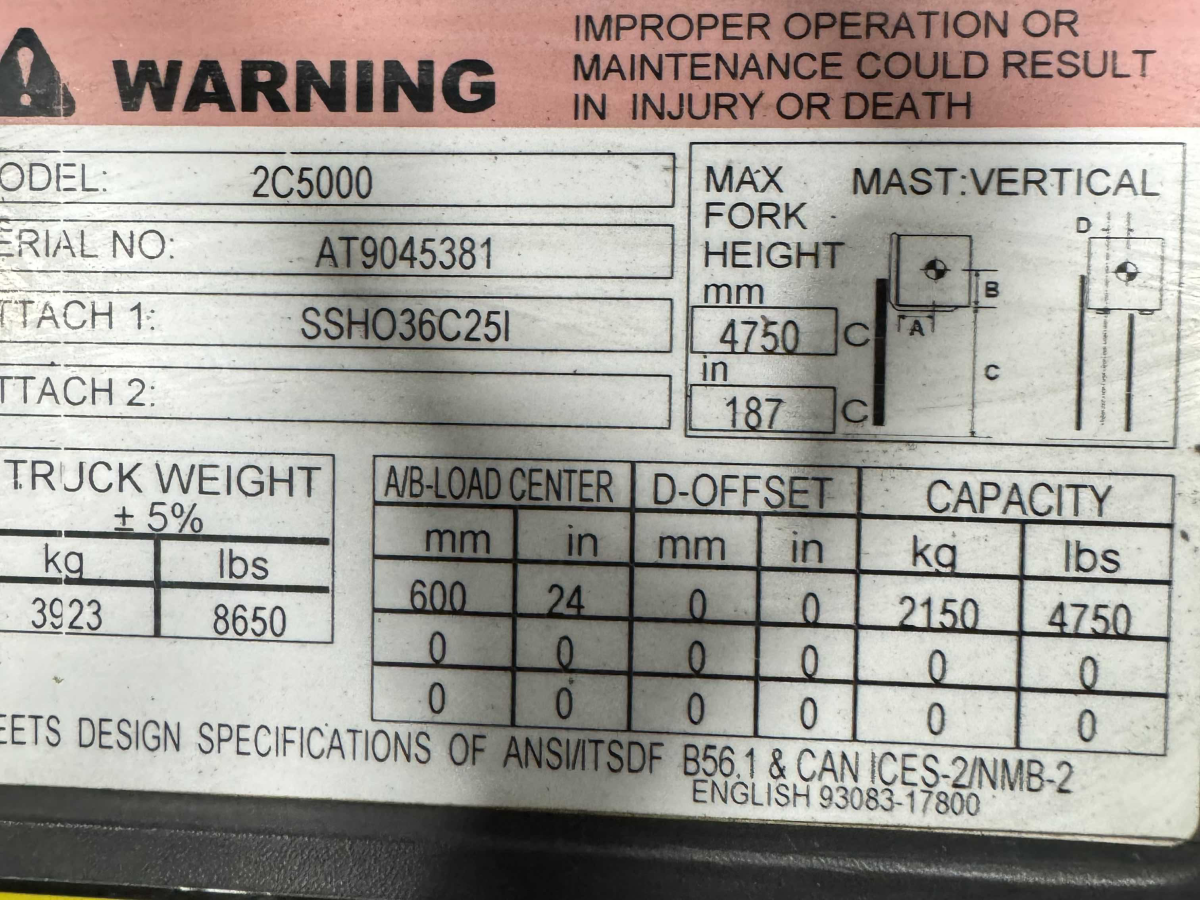 WARNING
IMPROPER OPERATION OR
MAINTENANCE COULD RESULT
IN INJURY OR DEATH
ODEL: 2C5000
ERIAL NO: AT9045381
TTACH 1: SSHO36C25I
TTACH 2:
MAX MAST:VERTICAL
FORK
HEIGHT
mm
4750 C
in
187 C
A
B
C
D
TRUCK WEIGHT
± 5%
kg lbs
3923 8650
A/B-LOAD CENTER D-OFFSET CAPACITY
mm in mm in kg lbs
600 24 0 0 2150 4750
0 0 0 0 0 0
0 0 0 0 0 0
EETS DESIGN SPECIFICATIONS OF ANSI/ITSDF B56.1 & CAN ICES-2/NMB-2
ENGLISH 93083-17800